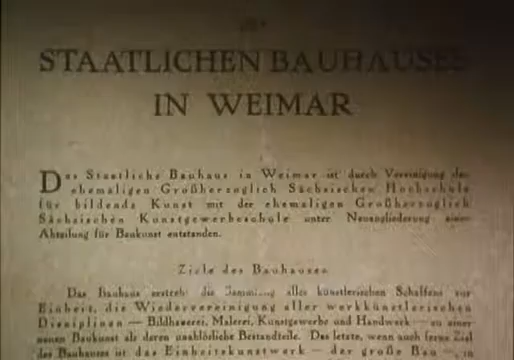 STAATLICHEN BAUHAUSES
IN WEIMAR
Das Staatliche Bauhaus in Weimar ist durch Vereinigung der
ehemaligen Großherzoglich Sächsischen Hochschule
für bildende Kunst mit der ehemaligen Großherzoglich
Sächsischen Kunstgewerbeschule unter Neuangliederung einer
Abteilung für Baukunst entstanden.
Ziele des Bauhauses.
Das Bauhaus erstrebt die Sammlung alles künstlerischen Schaffens zur
Einheit, die Wiedervereinigung aller werkkünstlerischen
Disziplinen — Bildhauerei, Malerei, Kunstgewerbe und Handwerk — zu einer
neuen Baukunst als deren unablösliche Bestandteile. Das letzte, wenn auch ferne Ziel
des Bauhauses ist das Einheitskunstwerk — der große Bau — in